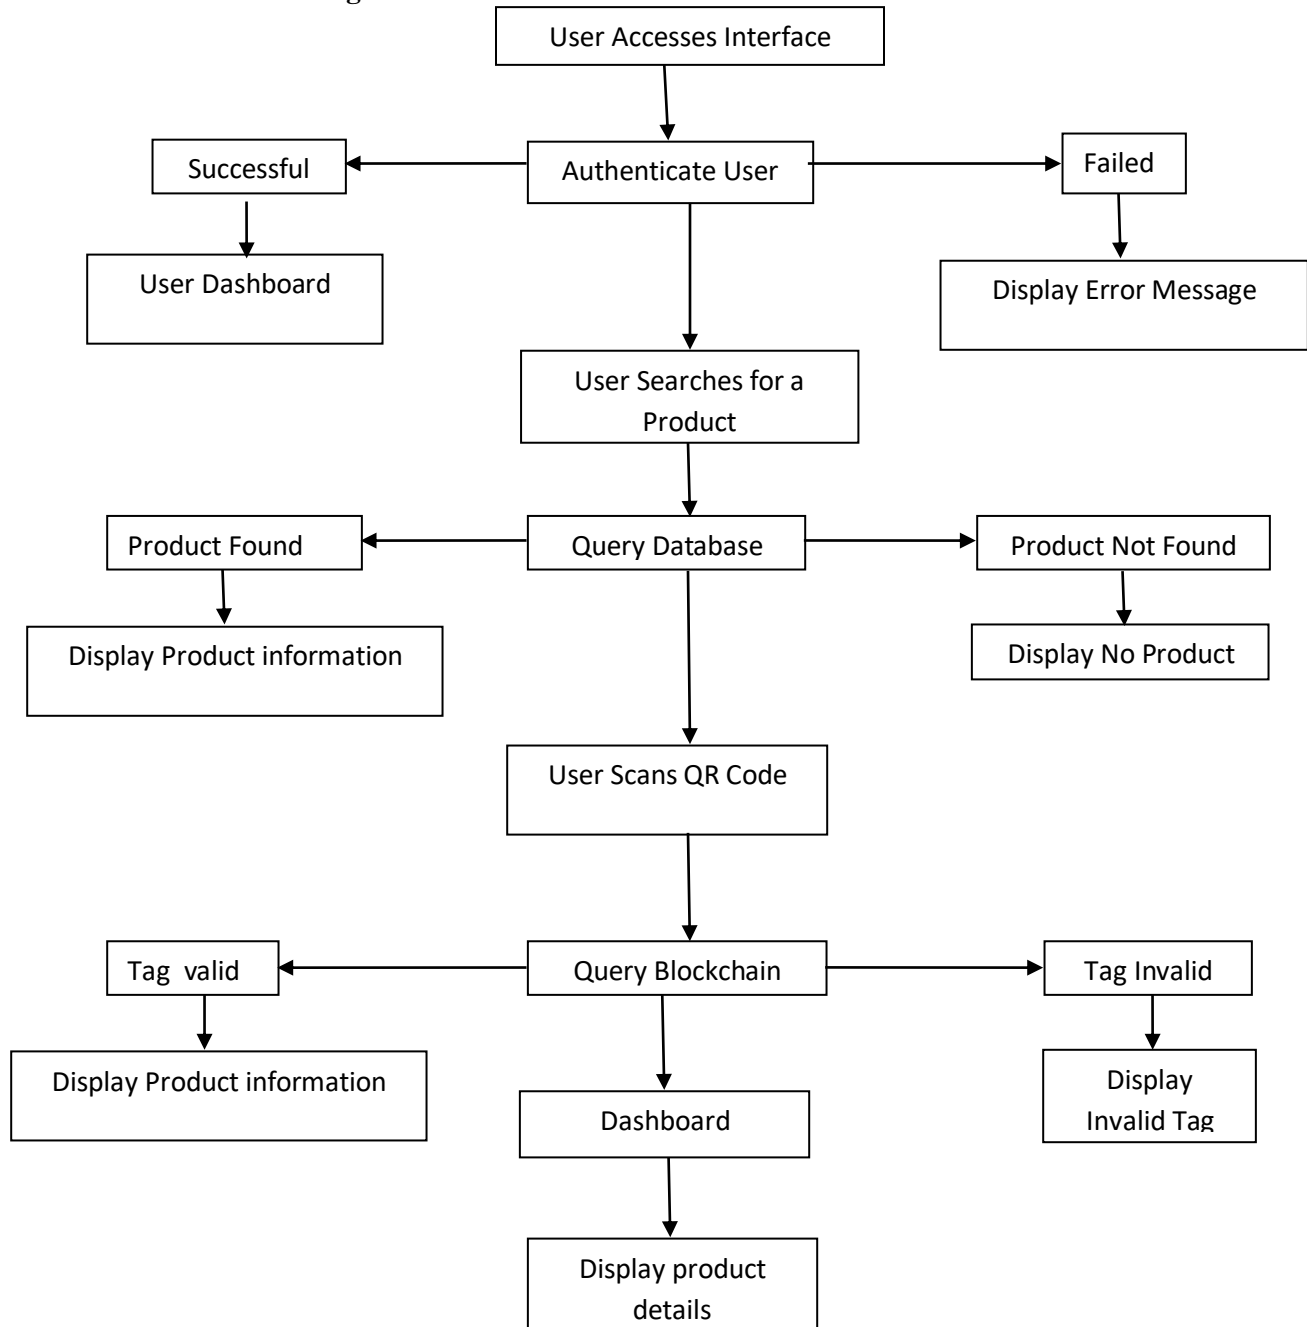 User Accesses Interface
Successful
Authenticate User
Failed
User Dashboard
Display Error Message
User Searches for a
Product
Product Found
Query Database
Product Not Found
Display Product information
Display No Product
User Scans QR Code
Tag valid
Query Blockchain
Tag Invalid
Display Product information
Display
Invalid Tag
Dashboard
Display product
details